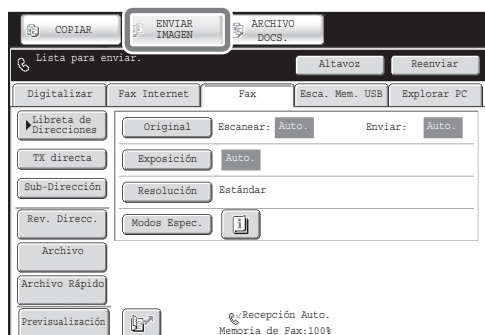 COPIAR
ENVIAR
IMAGEN
ARCHIVO
DOCS.
Lista para enviar.
Altavoz
Reenviar
Digitalizar
Fax Internet
Fax
Esca. Mem. USB
Explorar PC
Libreta de
Direcciones
Original
Escanear:
Auto.
Enviar:
Auto.
TX directa
Exposición
Auto.
Sub-Dirección
Resolución
Estándar
Rev. Direcc.
Modos Espec.
Archivo
Archivo Rápido
Previsualización
Recepción Auto.
Memoria de Fax:100%